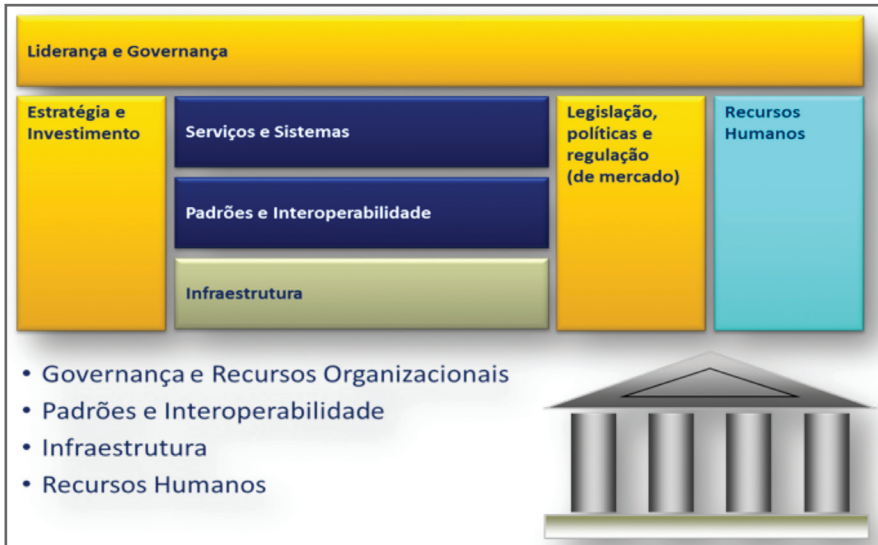 Liderança e Governança
Estratégia e
Investimento
Serviços e Sistemas
Padrões e Interoperabilidade
Infraestrutura
Legislação,
políticas e
regulação
(de mercado)
Recursos
Humanos
• Governança e Recursos Organizacionais
• Padrões e Interoperabilidade
• Infraestrutura
• Recursos Humanos